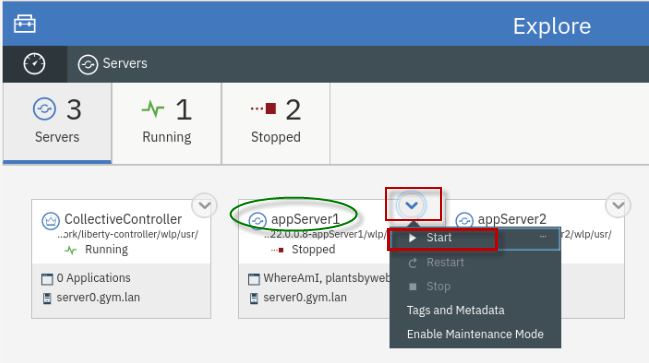 Explore
Servers
3
Servers
1
Running
2
Stopped
CollectiveController
..ork/liberty-controller/wlp/usr/
Running
0 Applications
server0.gym.lan
appServer1
..22.0.0.8-appServer1/wlp/
Stopped
WhereAmI, plantsbyweb
server0.gym.lan
Start
Restart
Stop
Tags and Metadata
Enable Maintenance Mode
appServer2
r2/wlp/usr/